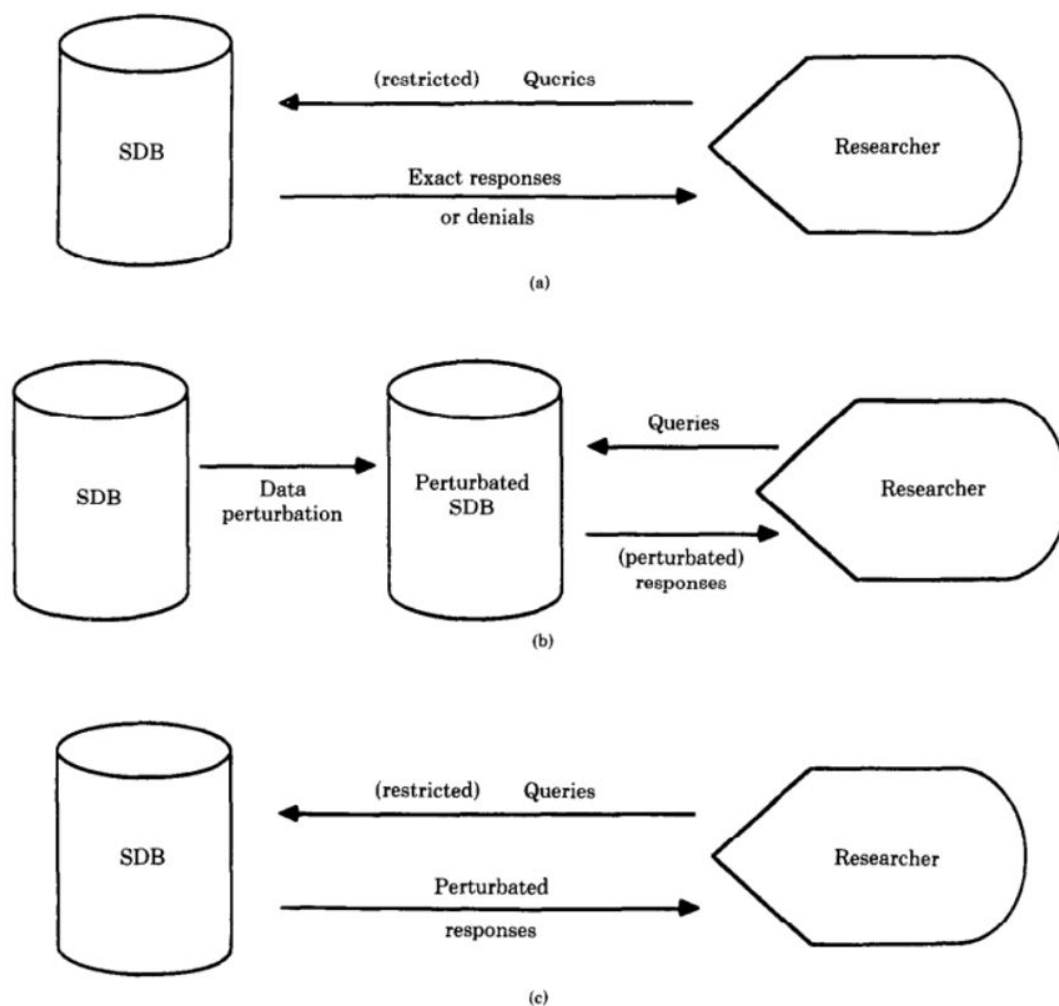 (restricted) Queries
SDB
Researcher
Exact responses
or denials
(a)
Queries
SDB
Data
perturbation
Perturbated
SDB
Researcher
(perturbated)
responses
(b)
(restricted) Queries
SDB
Researcher
Perturbated
responses
(c)